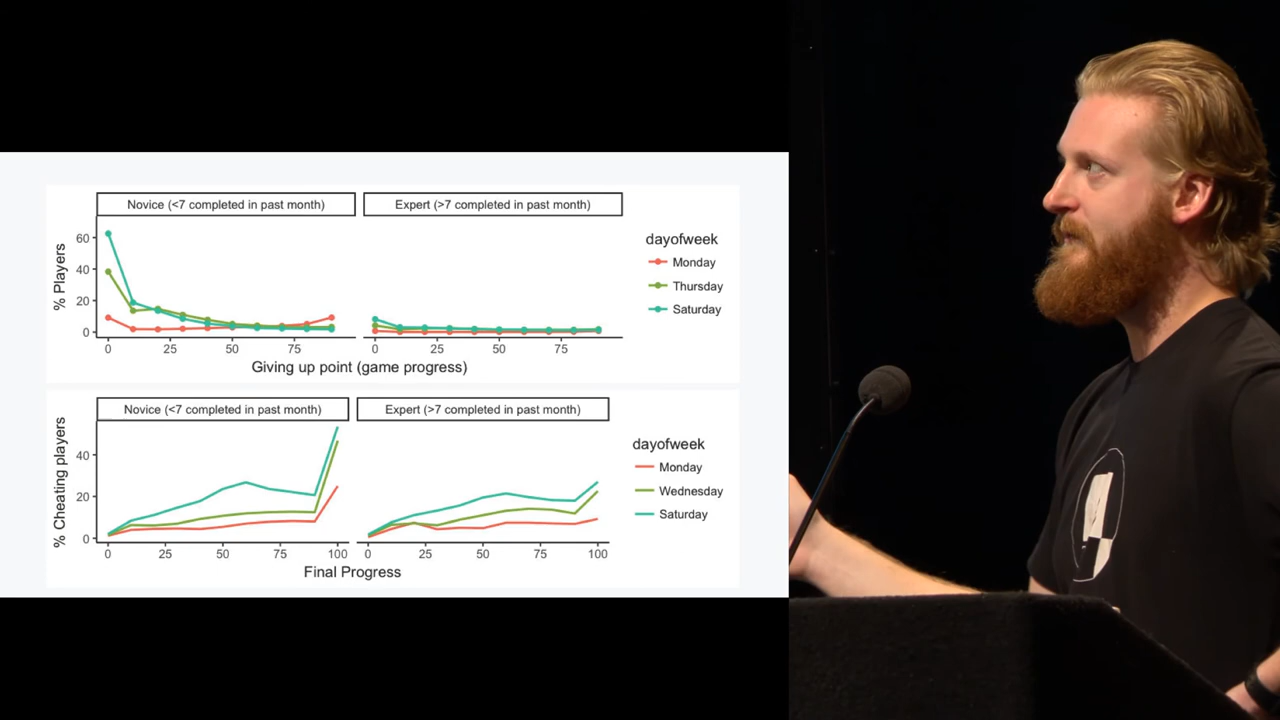 Novice (<7 completed in past month)
Expert (>7 completed in past month)
% Players
60
40
20
0
0 25 50 75
0 25 50 75
Giving up point (game progress)
dayofweek
Monday
Thursday
Saturday
Novice (<7 completed in past month)
Expert (>7 completed in past month)
% Cheating players
40
20
0
0 25 50 75 100
0 25 50 75 100
Final Progress
dayofweek
Monday
Wednesday
Saturday